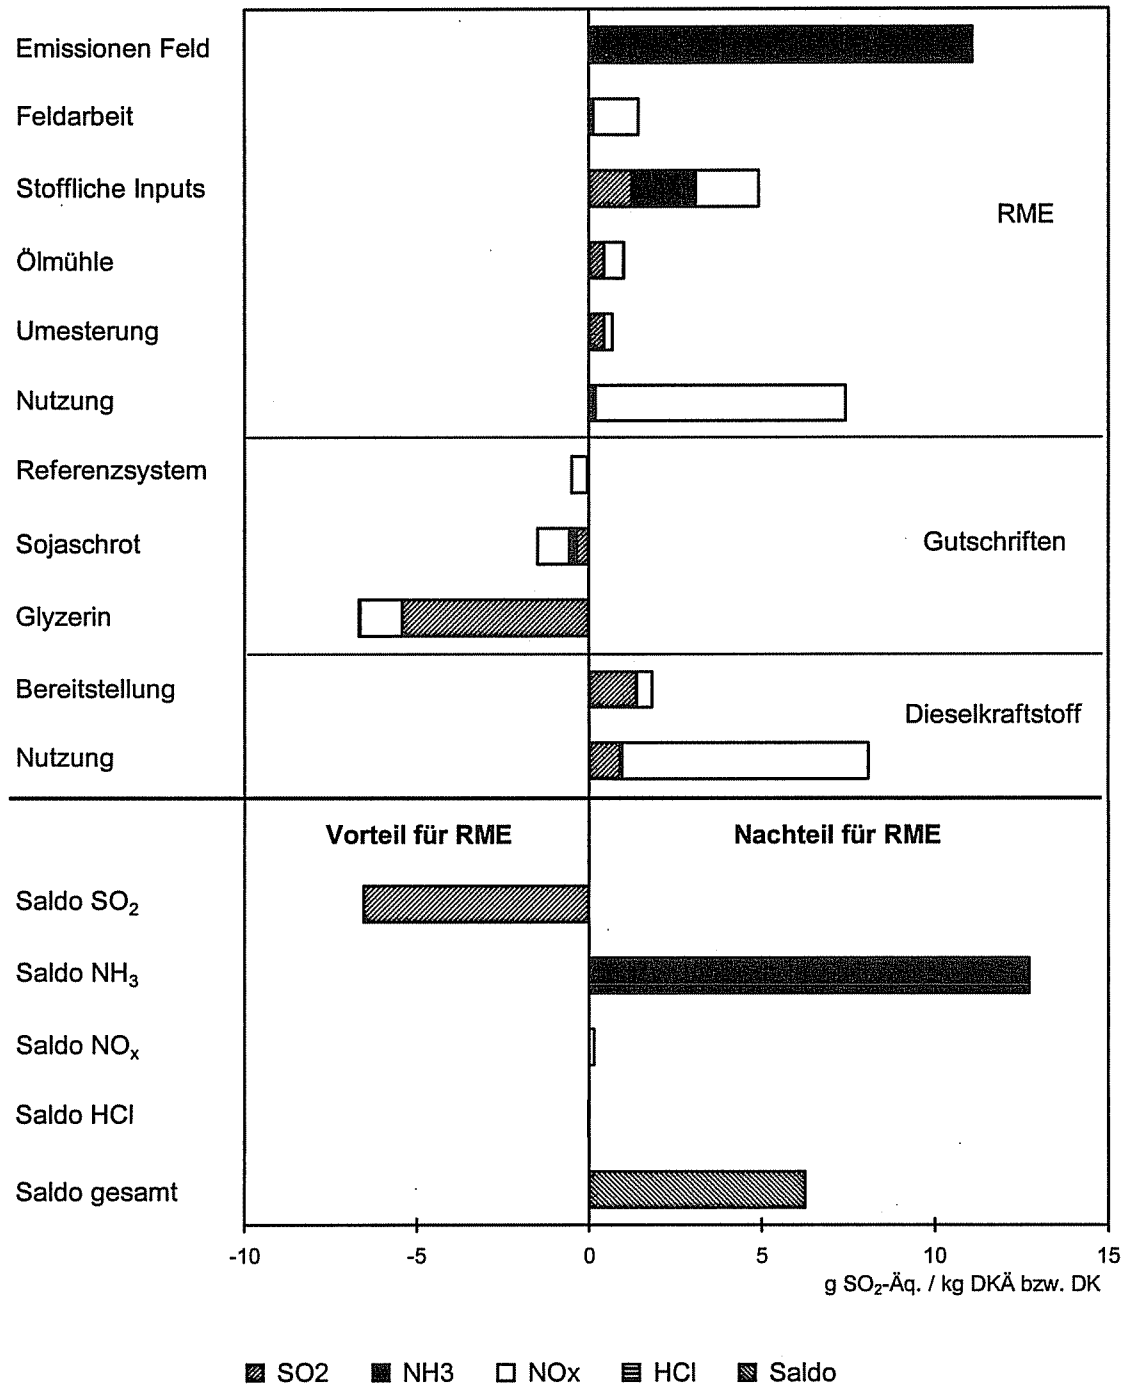 Emissionen Feld
Feldarbeit
Stoffliche Inputs
RME
Ölmühle
Umesterung
Nutzung
Referenzsystem
Sojaschrot
Gutschriften
Glyzerin
Bereitstellung
Dieselkraftstoff
Nutzung
Vorteil für RME Nachteil für RME
Saldo SO₂
Saldo NH₃
Saldo NOₓ
Saldo HCl
Saldo gesamt
-10 -5 0 5 10 15
g SO₂-Äq. / kg DKÄ bzw. DK
SO2 NH3 NOx HCl Saldo